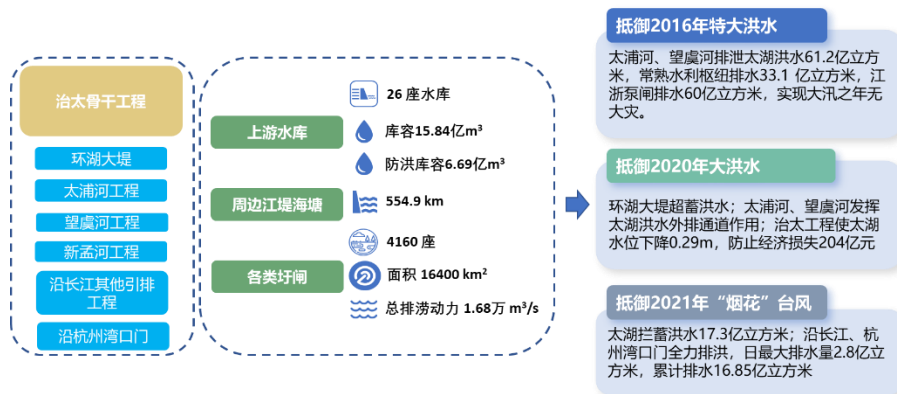 治太骨干工程
环湖大堤
太浦河工程
望虞河工程
新孟河工程
沿长江其他引排
工程
沿杭州湾口门
26 座水库
上游水库
库容15.84亿m³
防洪库容6.69亿m³
周边江堤海塘
554.9 km
4160 座
各类圩闸
面积 16400 km²
总排涝动力 1.68万 m³/s
抵御2016年特大洪水
太浦河、望虞河排泄太湖洪水61.2亿立方
米，常熟水利枢纽排水33.1 亿立方米，江
浙泵闸排水60亿立方米，实现大汛之年无
大灾。
抵御2020年大洪水
环湖大堤超蓄洪水；太浦河、望虞河发挥
太湖洪水外排通道作用；治太工程使太湖
水位下降0.29m，防止经济损失204亿元
抵御2021年“烟花”台风
太湖拦蓄洪水17.3亿立方米；沿长江、杭
州湾口门全力排洪，日最大排水量2.8亿立
方米，累计排水16.85亿立方米